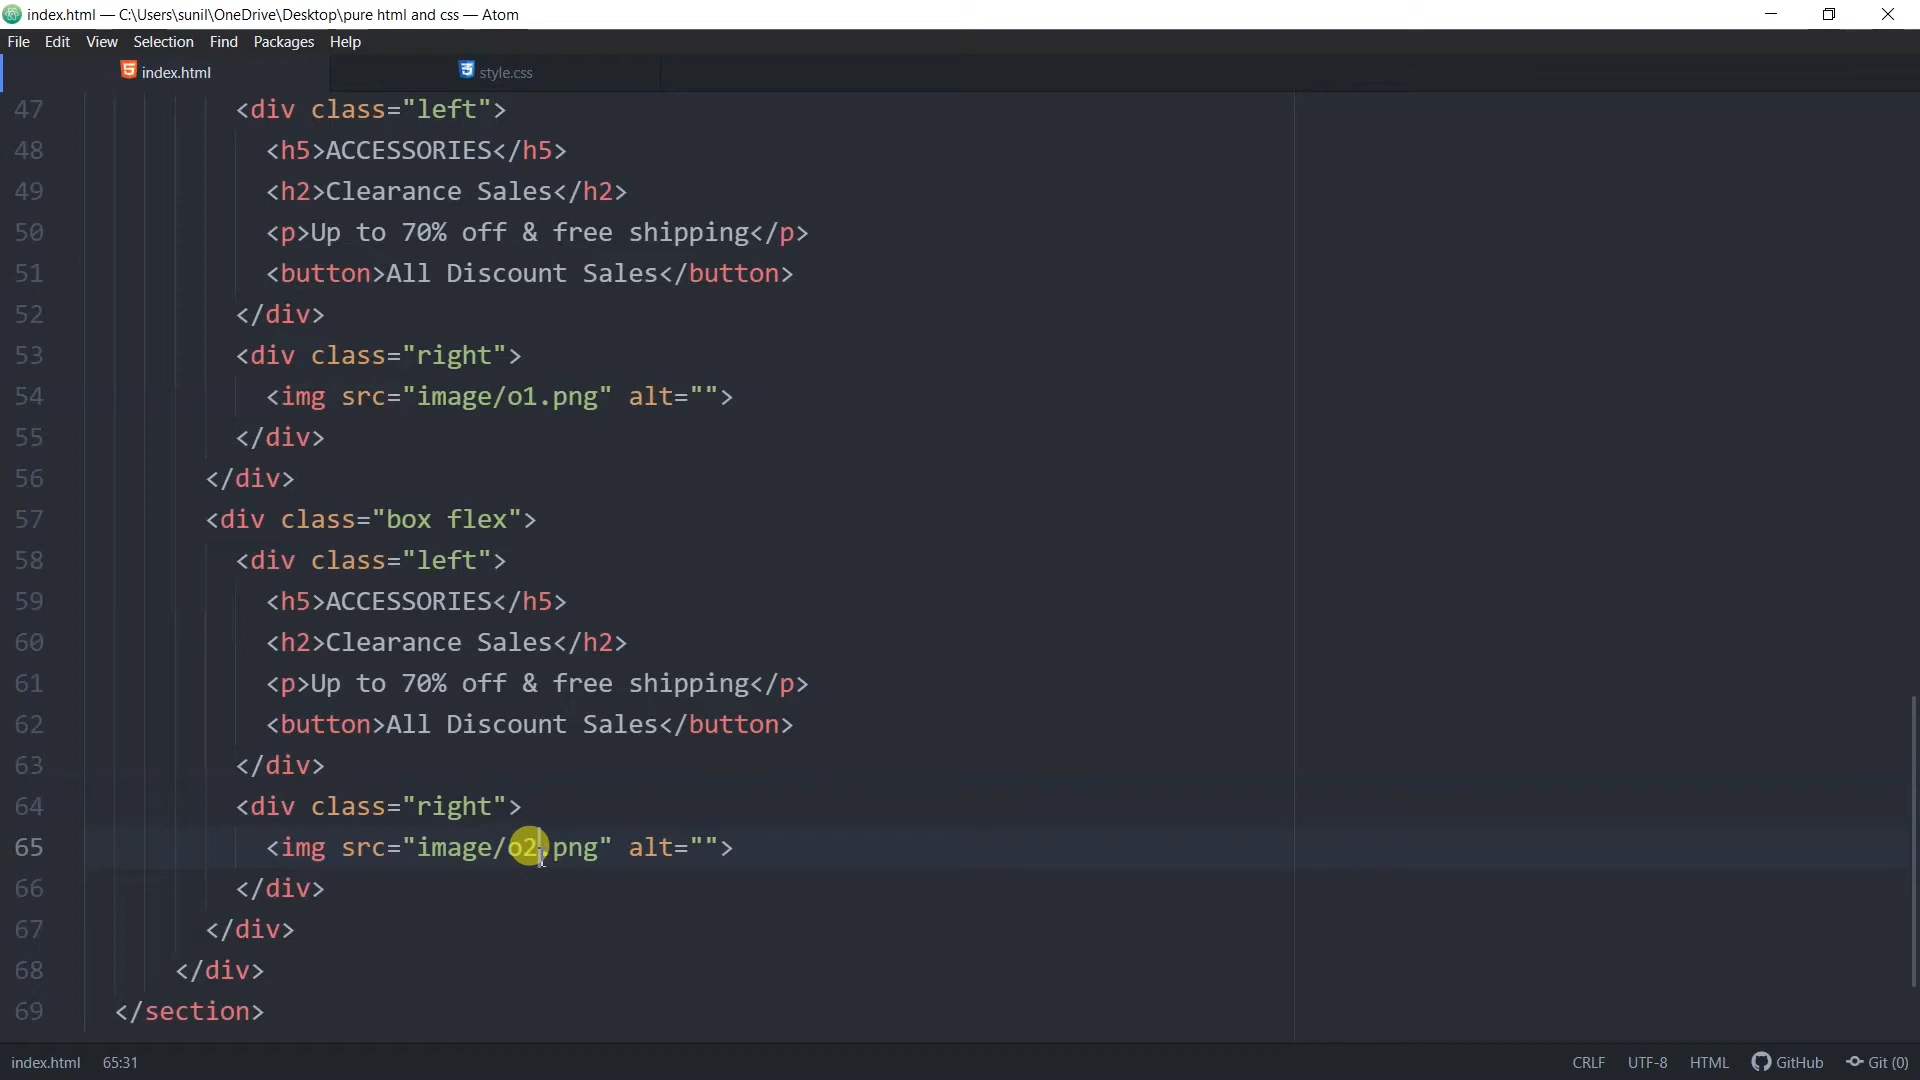 index.html — C:\Users\sunil\OneDrive\Desktop\pure html and css — Atom
File Edit View Selection Find Packages Help
index.html style.css
47 <div class="left">
48 <h5>ACCESSORIES</h5>
49 <h2>Clearance Sales</h2>
50 <p>Up to 70% off & free shipping</p>
51 <button>All Discount Sales</button>
52 </div>
53 <div class="right">
54 <img src="image/o1.png" alt="">
55 </div>
56 </div>
57 <div class="box flex">
58 <div class="left">
59 <h5>ACCESSORIES</h5>
60 <h2>Clearance Sales</h2>
61 <p>Up to 70% off & free shipping</p>
62 <button>All Discount Sales</button>
63 </div>
64 <div class="right">
65 <img src="image/o2.png" alt="">
66 </div>
67 </div>
68 </div>
69 </section>
index.html 65:31 CRLF UTF-8 HTML GitHub Git (0)